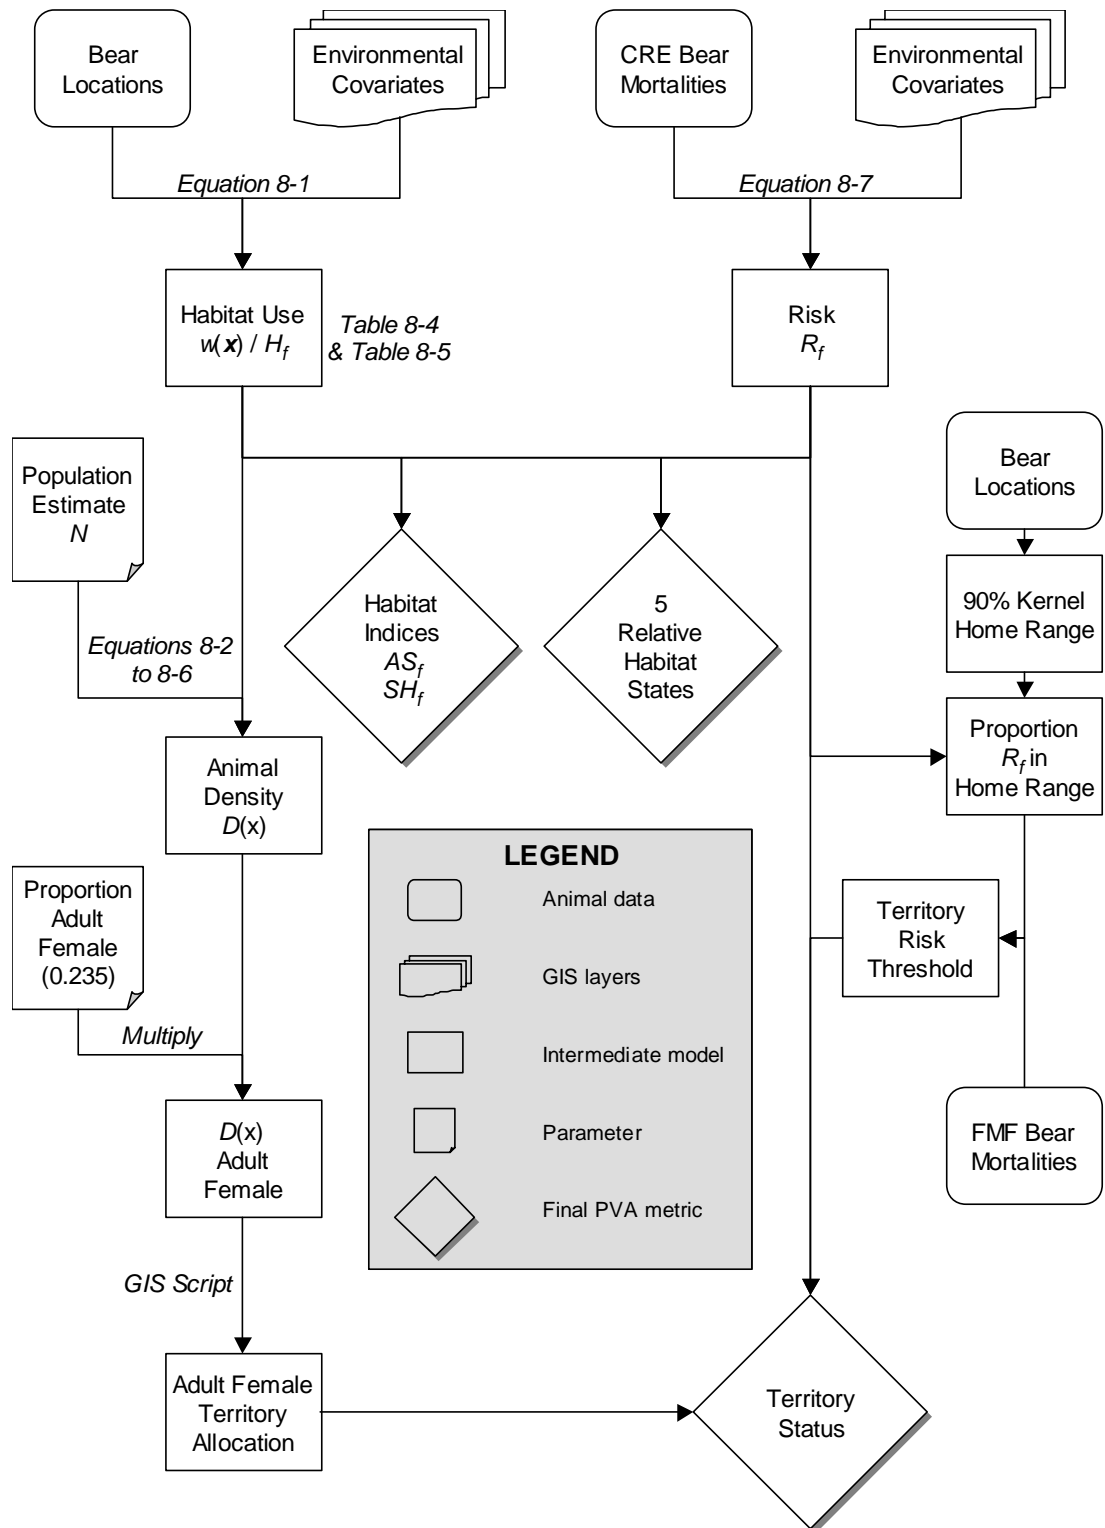 Bear
Locations
Environmental
Covariates
CRE Bear
Mortalities
Environmental
Covariates
Equation 8-1
Equation 8-7
Habitat Use
w(x) / Hf
Table 8-4
& Table 8-5
Risk
Rf
Population
Estimate
N
Bear
Locations
Habitat
Indices
ASf
SHf
5
Relative
Habitat
States
90% Kernel
Home Range
Equations 8-2
to 8-6
Proportion
Rf in
Home Range
Animal
Density
D(x)
Proportion
Adult
Female
(0.235)
Territory
Risk
Threshold
Multiply
LEGEND
Animal data
GIS layers
Intermediate model
Parameter
Final PVA metric
D(x)
Adult
Female
FMF Bear
Mortalities
GIS Script
Adult Female
Territory
Allocation
Territory
Status